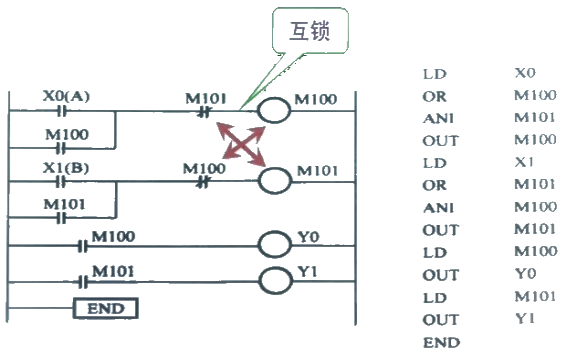 互锁
X0(A) M101 M100
M100
X1(B) M100 M101
M101
M100 Y0
M101 Y1
END
LD X0
OR M100
ANI M101
OUT M100
LD X1
OR M101
ANI M100
OUT M101
LD M100
OUT Y0
LD M101
OUT Y1
END